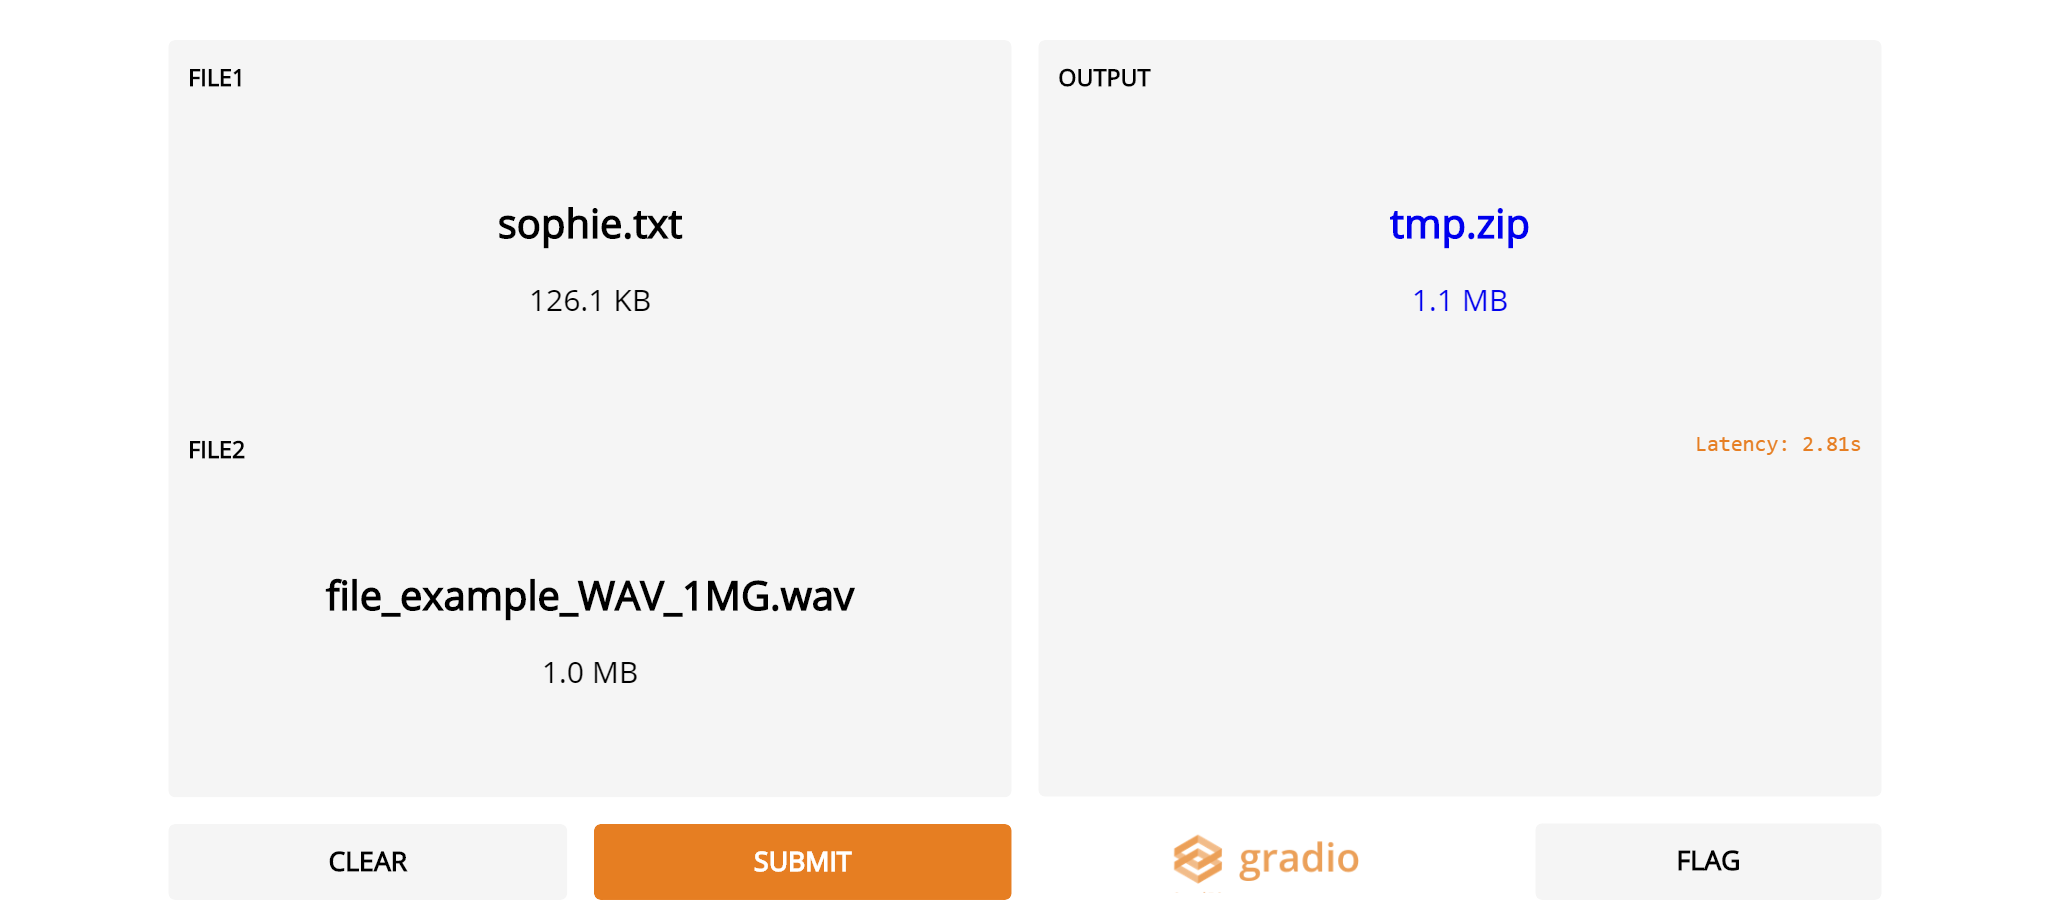 FILE1
sophie.txt
126.1 KB
FILE2
file_example_WAV_1MG.wav
1.0 MB
CLEAR
SUBMIT
OUTPUT
tmp.zip
1.1 MB
Latency: 2.81s
gradio
FLAG